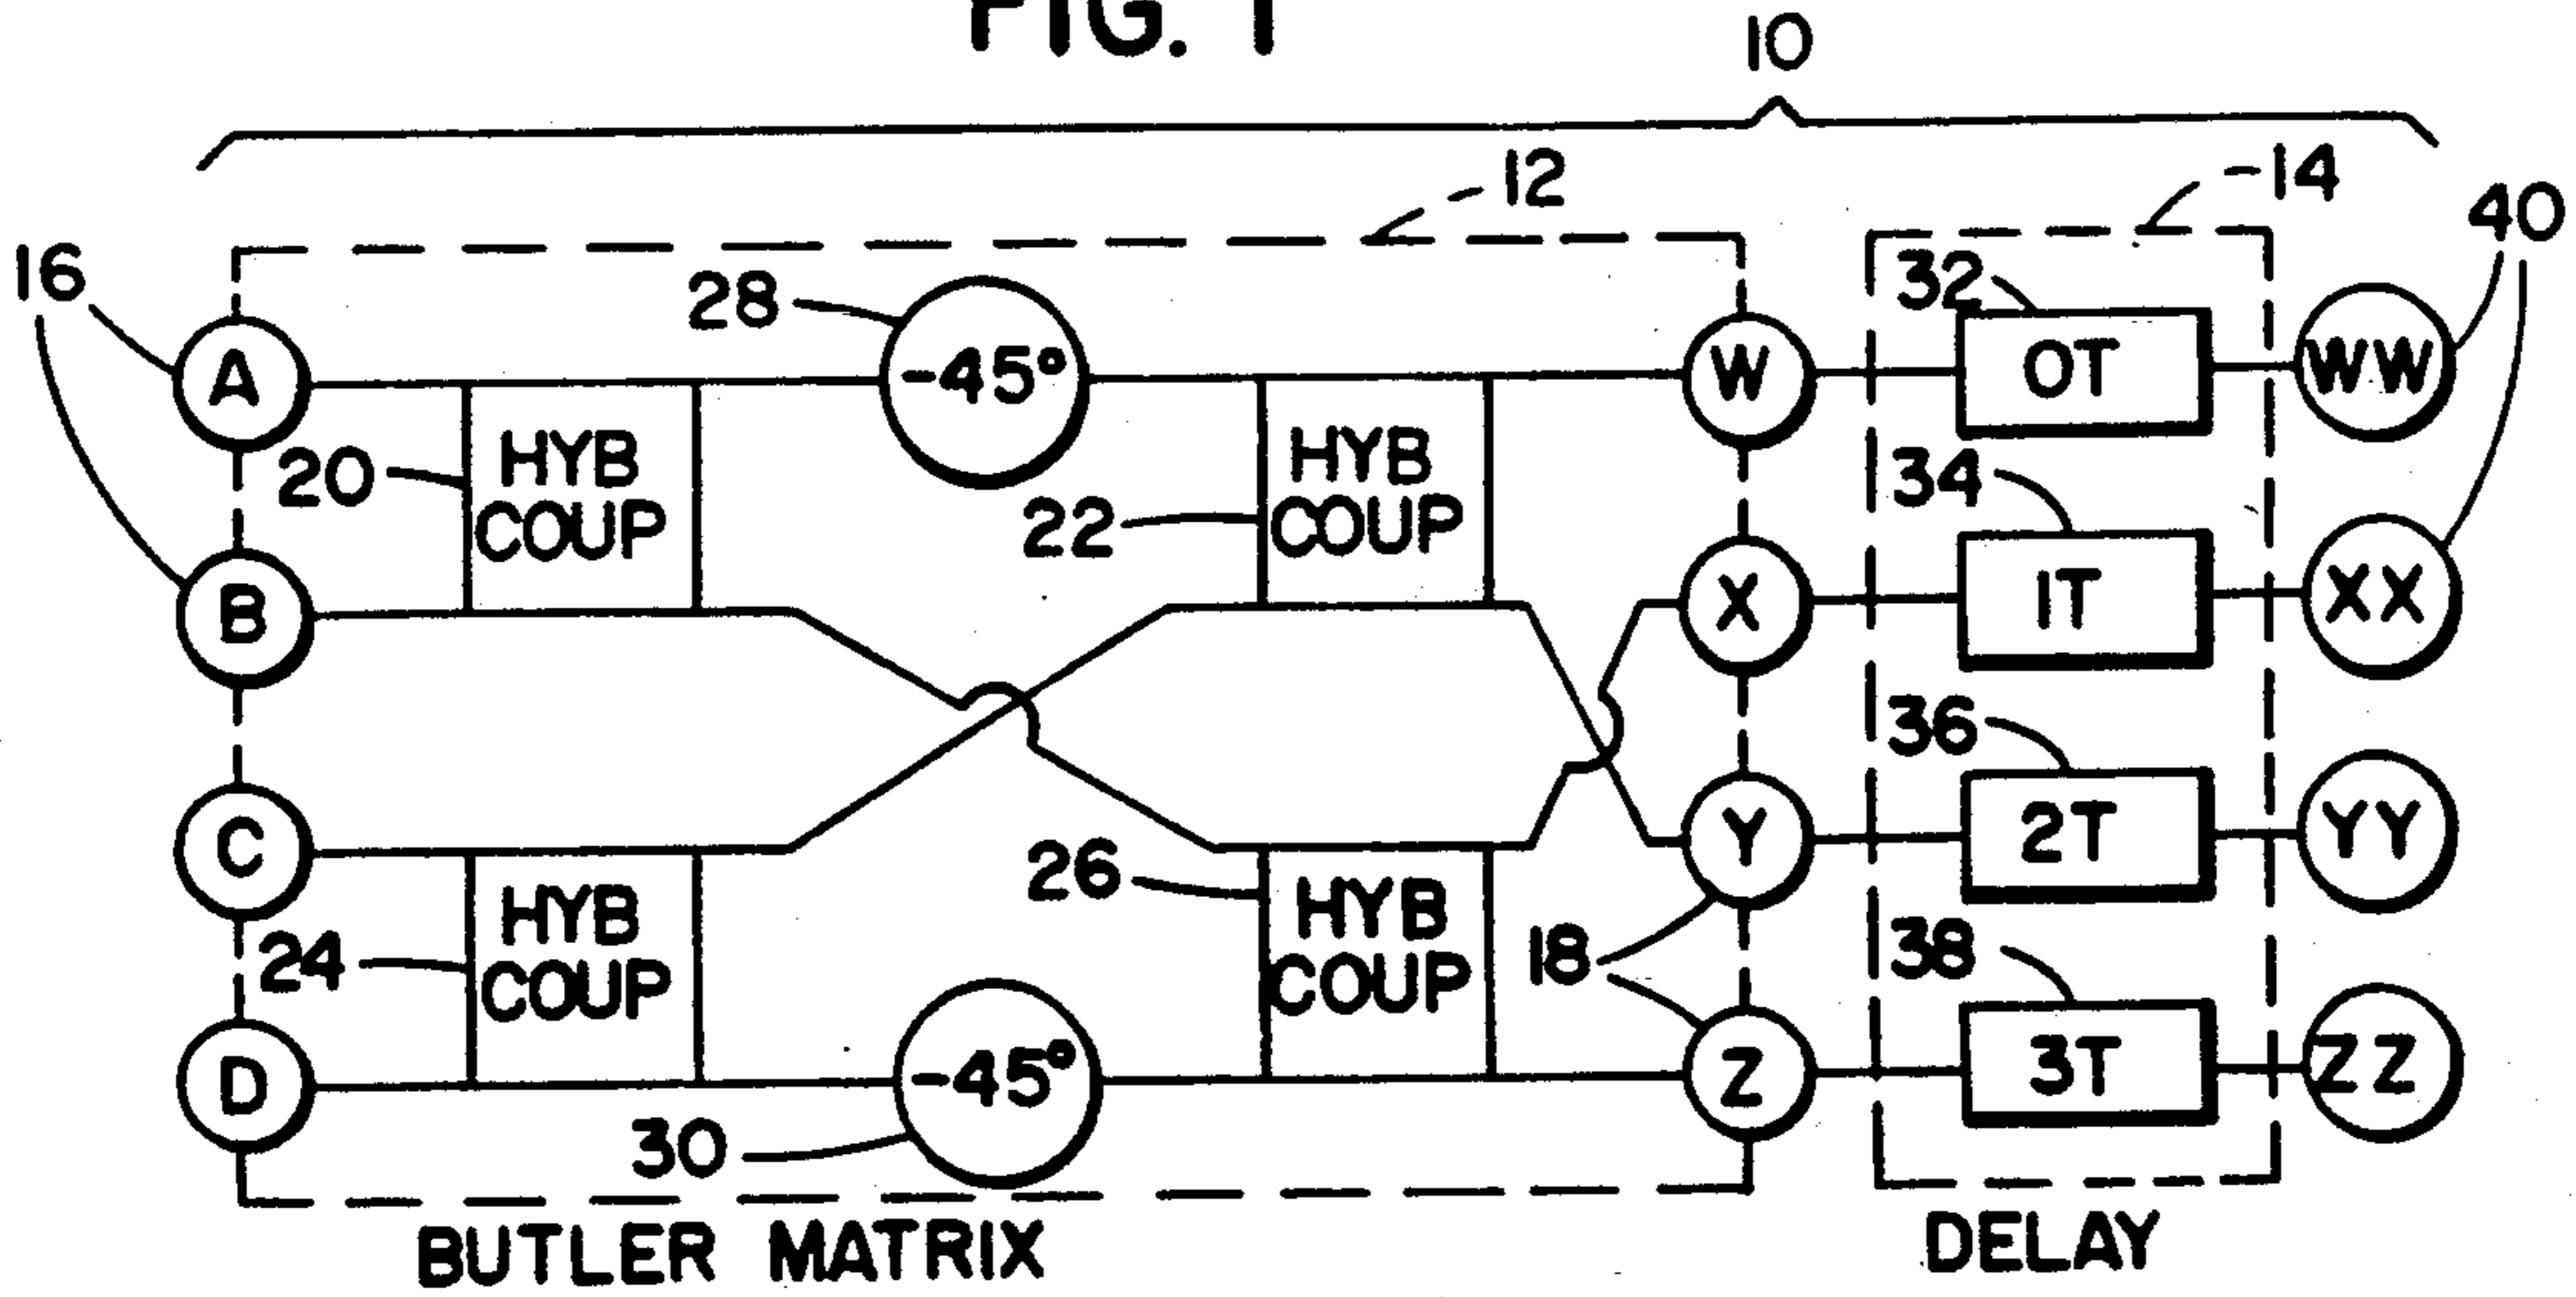 FIG. 1
10
12
-14
40
16
28
32
A
-45°
W
0T
WW
20
HYB
COUP
22
HYB
COUP
34
B
X
1T
XX
36
C
26
Y
2T
YY
24
HYB
COUP
HYB
COUP
18
38
D
-45°
Z
3T
ZZ
30
BUTLER MATRIX
DELAY